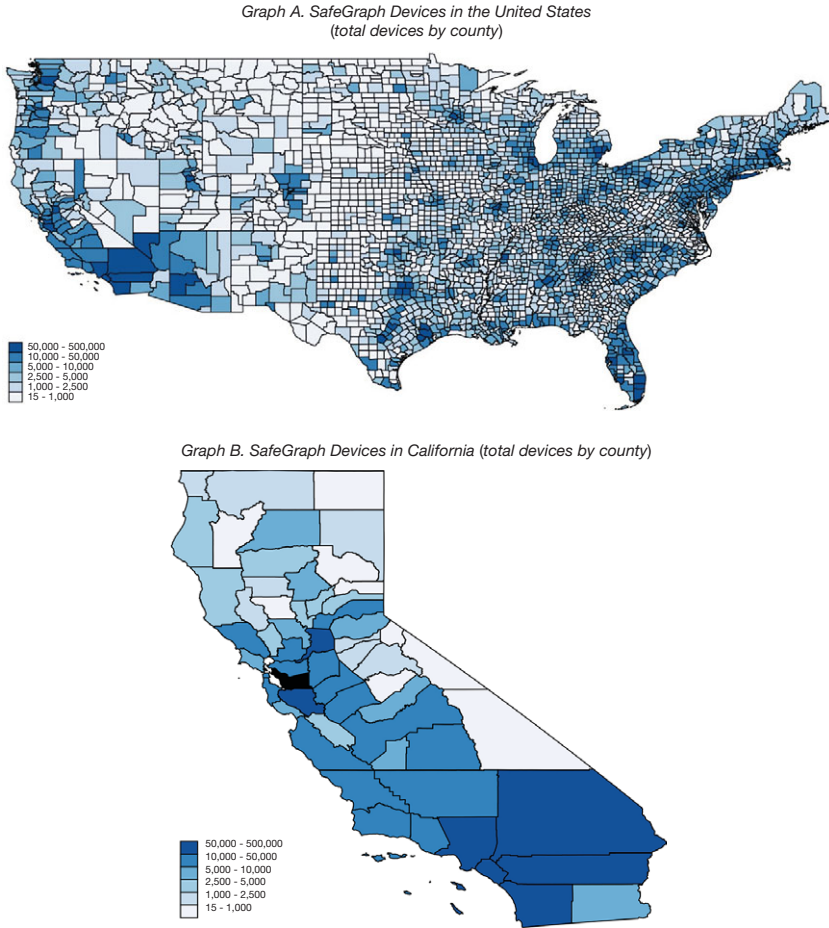 Graph A. SafeGraph Devices in the United States
(total devices by county)
50,000 - 500,000
10,000 - 50,000
5,000 - 10,000
2,500 - 5,000
1,000 - 2,500
15 - 1,000
Graph B. SafeGraph Devices in California (total devices by county)
50,000 - 500,000
10,000 - 50,000
5,000 - 10,000
2,500 - 5,000
1,000 - 2,500
15 - 1,000